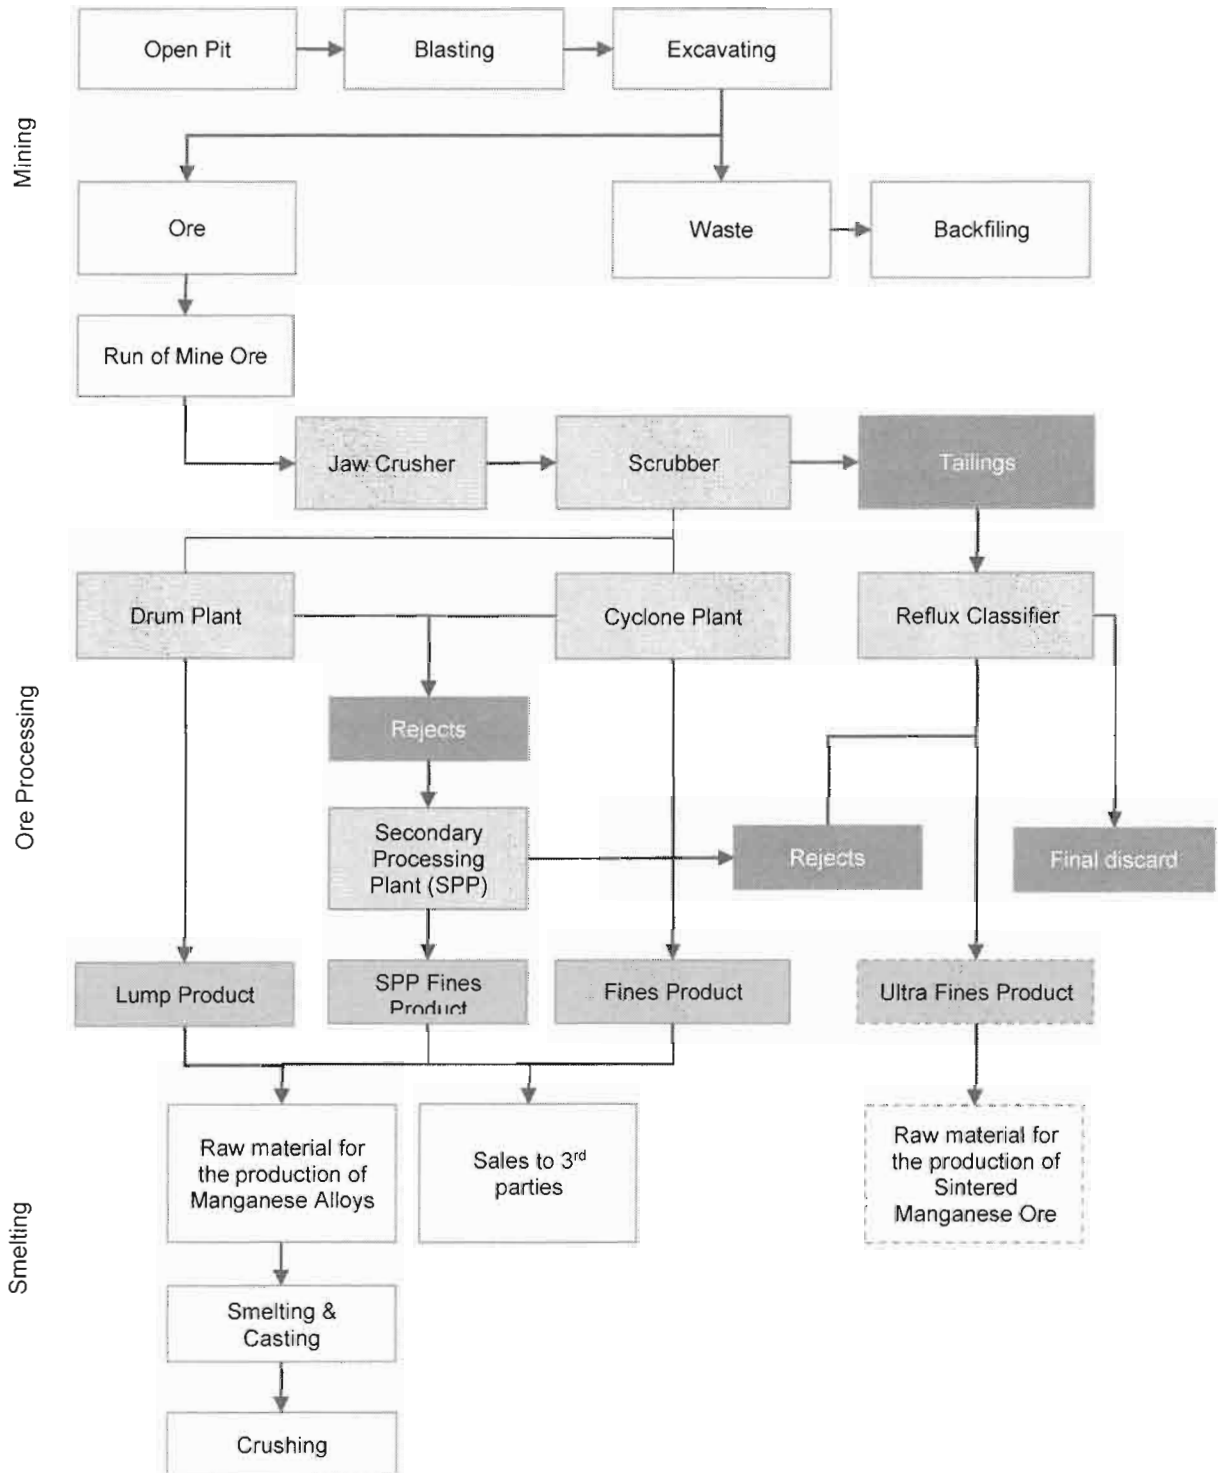 Open Pit
Blasting
Excavating
Mining
Ore
Waste
Backfiling
Run of Mine Ore
Jaw Crusher
Scrubber
Tailings
Drum Plant
Cyclone Plant
Reflux Classifier
Ore Processing
Rejects
Secondary
Processing
Plant (SPP)
Rejects
Final discard
Lump Product
SPP Fines
Product
Fines Product
Ultra Fines Product
Smelting
Raw material for
the production of
Manganese Alloys
Sales to 3rd
parties
Raw material for
the production of
Sintered
Manganese Ore
Smelting &
Casting
Crushing